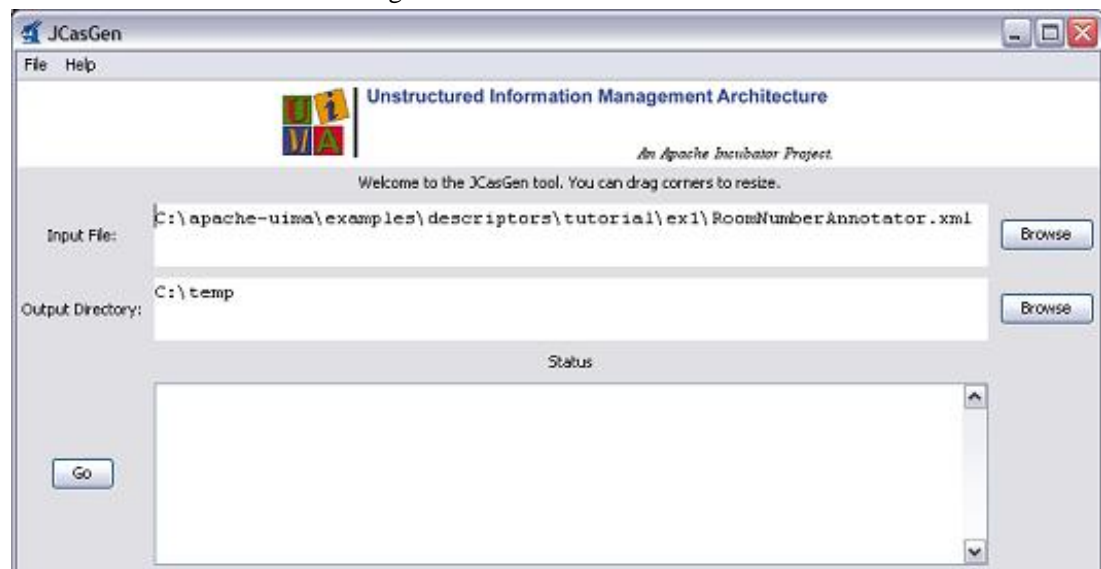 JCasGen
File Help
UIMA
Unstructured Information Management Architecture
An Apache Incubator Project.
Welcome to the JCasGen tool. You can drag corners to resize.
Input File:
C:\apache-uima\examples\descriptors\tutorial\ex1\RoomNumberAnnotator.xml
Browse
Output Directory:
C:\temp
Browse
Status
Go